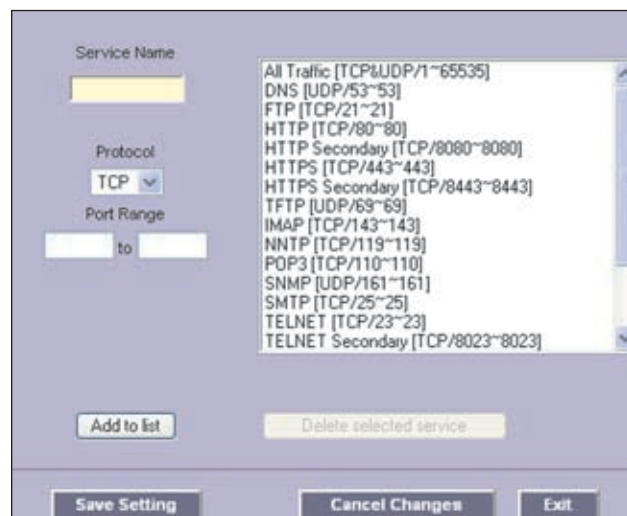 Service Name
All Traffic [TCP&UDP/1~65535]
DNS [UDP/53~53]
FTP [TCP/21~21]
HTTP [TCP/80~80]
HTTP Secondary [TCP/8080~8080]
HTTPS [TCP/443~443]
HTTPS Secondary [TCP/8443~8443]
TFTP [UDP/69~69]
IMAP [TCP/143~143]
NNTP [TCP/119~119]
POP3 [TCP/110~110]
SNMP [UDP/161~161]
SMTP [TCP/25~25]
TELNET [TCP/23~23]
TELNET Secondary [TCP/8023~8023]
Protocol
TCP
Port Range
to
Add to list
Delete selected service
Save Setting
Cancel Changes
Exit